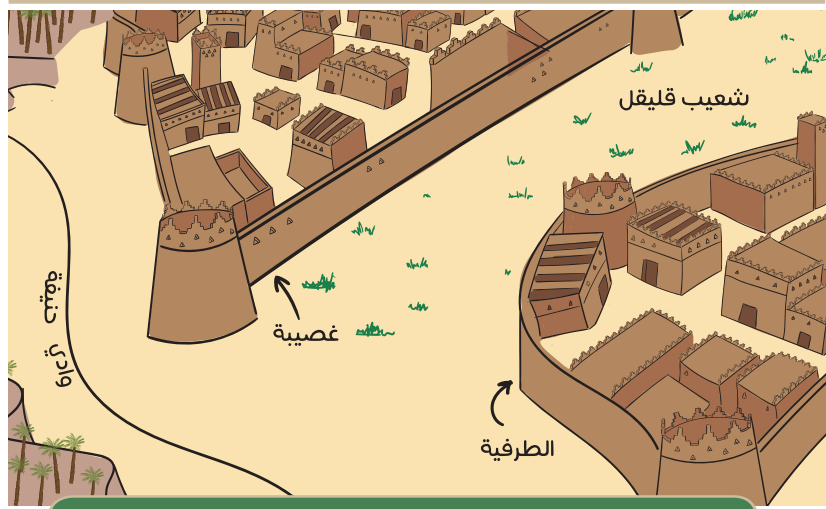 شعيب قليقل
غصيبة
وادي حنيفة
الطرفية